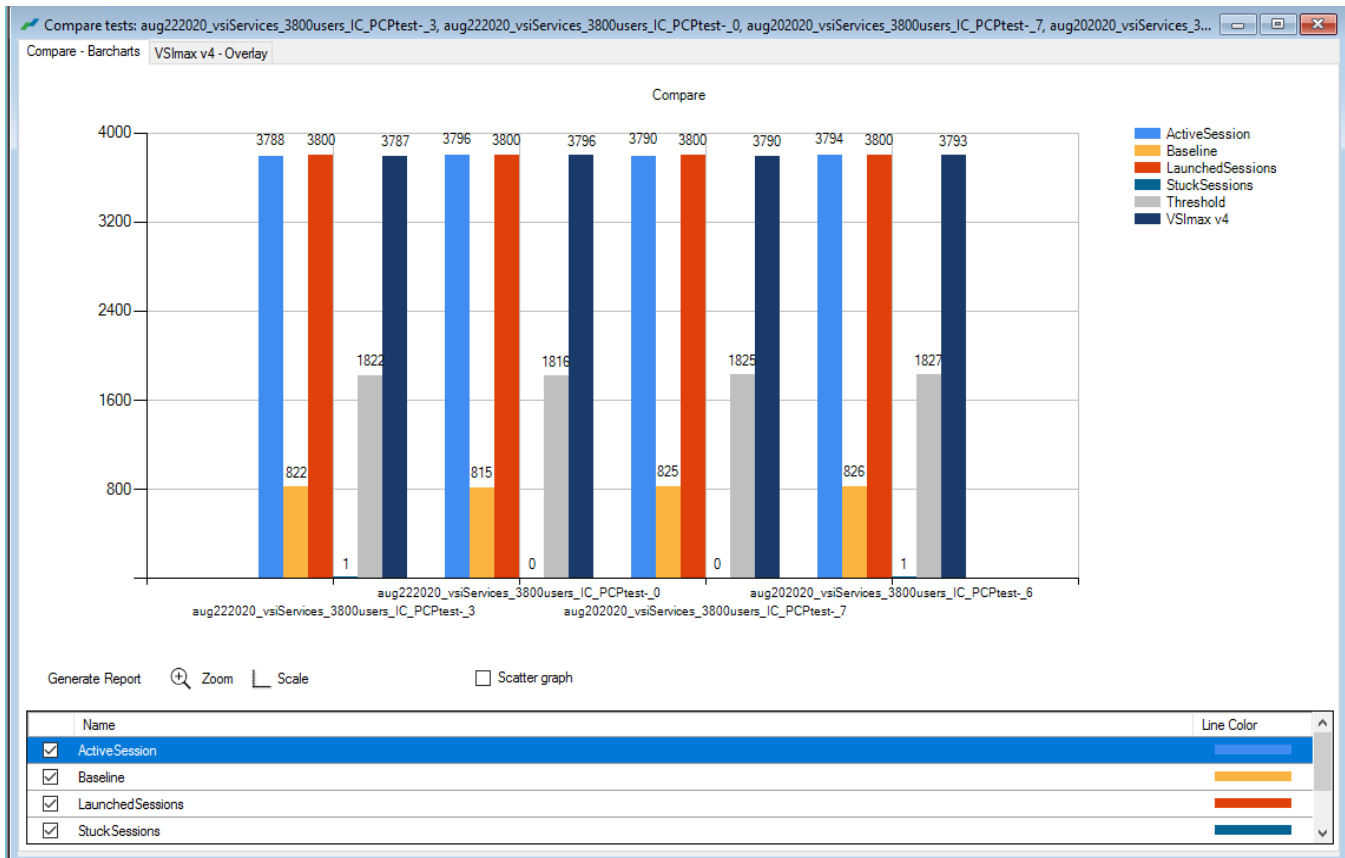 Compare tests: aug222020_vsiServices_3800users_IC_PCPtest-_3, aug222020_vsiServices_3800users_IC_PCPtest-_0, aug202020_vsiServices_3800users_IC_PCPtest-_7, aug202020_vsiServices_3...
Compare - Barcharts VSImax v4 - Overlay
Compare
4000
3200
2400
1600
800
3788 3800 3787 3796 3800 3796 3790 3800 3790 3794 3800 3793
1822 1816 1825 1827
822 815 825 826
1 0 0 1
ActiveSession
Baseline
LaunchedSessions
StuckSessions
Threshold
VSImax v4
aug222020_vsiServices_3800users_IC_PCPtest-_0 aug202020_vsiServices_3800users_IC_PCPtest-_6
aug222020_vsiServices_3800users_IC_PCPtest-_3 aug202020_vsiServices_3800users_IC_PCPtest-_7
Generate Report Zoom Scale Scatter graph
Name Line Color
ActiveSession
Baseline
LaunchedSessions
StuckSessions